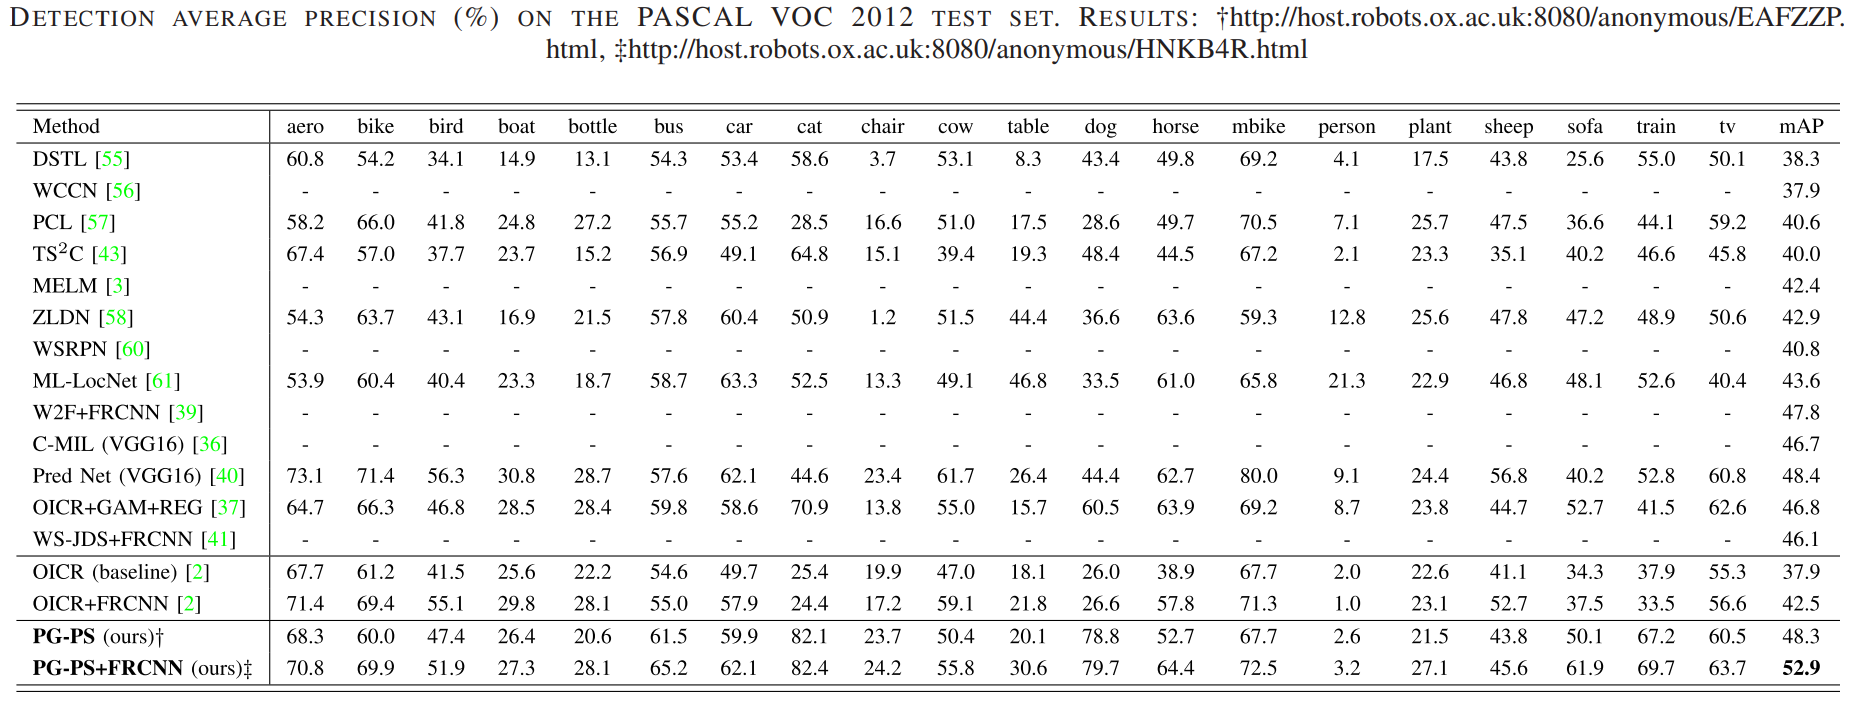 DETECTION AVERAGE PRECISION (%) ON THE PASCAL VOC 2012 TEST SET. RESULTS: †http://host.robots.ox.ac.uk:8080/anonymous/EAFZZP.
html, ‡http://host.robots.ox.ac.uk:8080/anonymous/HNKB4R.html
Method aero bike bird boat bottle bus car cat chair cow table dog horse mbike person plant sheep sofa train tv mAP
DSTL [55] 60.8 54.2 34.1 14.9 13.1 54.3 53.4 58.6 3.7 53.1 8.3 43.4 49.8 69.2 4.1 17.5 43.8 25.6 55.0 50.1 38.3
WCCN [56] - - - - - - - - - - - - - - - - - - - - 37.9
PCL [57] 58.2 66.0 41.8 24.8 27.2 55.7 55.2 28.5 16.6 51.0 17.5 28.6 49.7 70.5 7.1 25.7 47.5 36.6 44.1 59.2 40.6
TS²C [43] 67.4 57.0 37.7 23.7 15.2 56.9 49.1 64.8 15.1 39.4 19.3 48.4 44.5 67.2 2.1 23.3 35.1 40.2 46.6 45.8 40.0
MELM [3] - - - - - - - - - - - - - - - - - - - - 42.4
ZLDN [58] 54.3 63.7 43.1 16.9 21.5 57.8 60.4 50.9 1.2 51.5 44.4 36.6 63.6 59.3 12.8 25.6 47.8 47.2 48.9 50.6 42.9
WSRPN [60] - - - - - - - - - - - - - - - - - - - - 40.8
ML-LocNet [61] 53.9 60.4 40.4 23.3 18.7 58.7 63.3 52.5 13.3 49.1 46.8 33.5 61.0 65.8 21.3 22.9 46.8 48.1 52.6 40.4 43.6
W2F+FRCNN [39] - - - - - - - - - - - - - - - - - - - - 47.8
C-MIL (VGG16) [36] - - - - - - - - - - - - - - - - - - - - 46.7
Pred Net (VGG16) [40] 73.1 71.4 56.3 30.8 28.7 57.6 62.1 44.6 23.4 61.7 26.4 44.4 62.7 80.0 9.1 24.4 56.8 40.2 52.8 60.8 48.4
OICR+GAM+REG [37] 64.7 66.3 46.8 28.5 28.4 59.8 58.6 70.9 13.8 55.0 15.7 60.5 63.9 69.2 8.7 23.8 44.7 52.7 41.5 62.6 46.8
WS-JDS+FRCNN [41] - - - - - - - - - - - - - - - - - - - - 46.1
OICR (baseline) [2] 67.7 61.2 41.5 25.6 22.2 54.6 49.7 25.4 19.9 47.0 18.1 26.0 38.9 67.7 2.0 22.6 41.1 34.3 37.9 55.3 37.9
OICR+FRCNN [2] 71.4 69.4 55.1 29.8 28.1 55.0 57.9 24.4 17.2 59.1 21.8 26.6 57.8 71.3 1.0 23.1 52.7 37.5 33.5 56.6 42.5
PG-PS (ours)† 68.3 60.0 47.4 26.4 20.6 61.5 59.9 82.1 23.7 50.4 20.1 78.8 52.7 67.7 2.6 21.5 43.8 50.1 67.2 60.5 48.3
PG-PS+FRCNN (ours)‡ 70.8 69.9 51.9 27.3 28.1 65.2 62.1 82.4 24.2 55.8 30.6 79.7 64.4 72.5 3.2 27.1 45.6 61.9 69.7 63.7 52.9